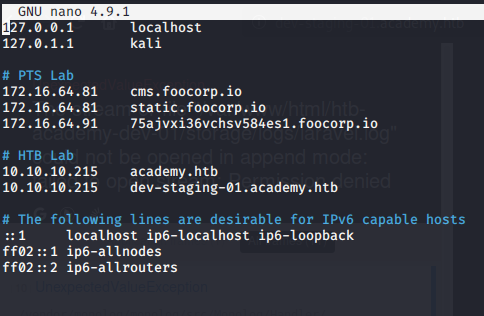 GNU nano 4.9.1
127.0.0.1 localhost
127.0.1.1 kali
# PTS Lab
172.16.64.81 cms.foocorp.io
172.16.64.81 static.foocorp.io
172.16.64.91 75ajvxi36vchsv584es1.foocorp.io
# HTB Lab
10.10.10.215 academy.htb
10.10.10.215 dev-staging-01.academy.htb
# The following lines are desirable for IPv6 capable hosts
::1 localhost ip6-localhost ip6-loopback
ff02::1 ip6-allnodes
ff02::2 ip6-allrouters